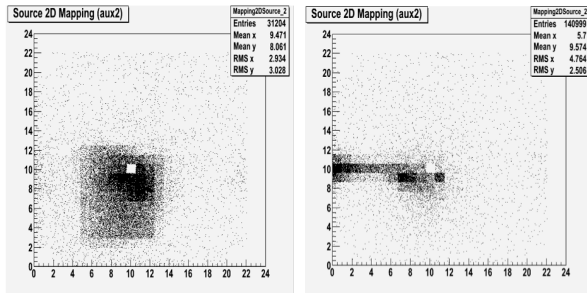 Source 2D Mapping (aux2)
Mapping2DSource_2
Entries 31204
Mean x 9.471
Mean y 8.061
RMS x 2.934
RMS y 3.028
24
22
20
18
16
14
12
10
8
6
4
2
0
0 2 4 6 8 10 12 14 16 18 20 22 24
Source 2D Mapping (aux2)
Mapping2DSource_2
Entries 140999
Mean x 5.7
Mean y 9.574
RMS x 4.764
RMS y 2.506
24
22
20
18
16
14
12
10
8
6
4
2
0
0 2 4 6 8 10 12 14 16 18 20 22 24